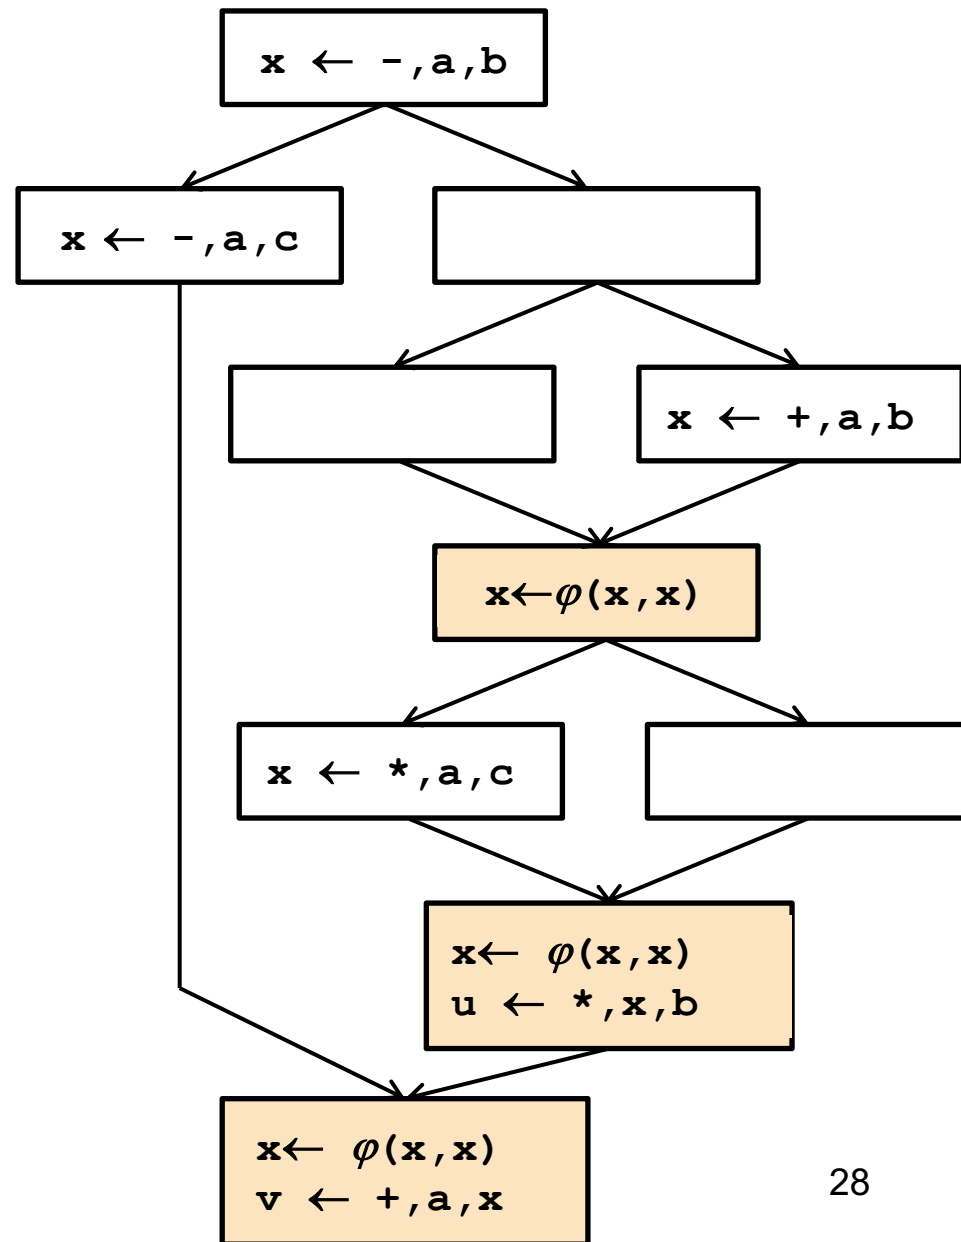 x ← -,a,b
x ← -,a,c
x ← +,a,b
x←φ(x,x)
x ← *,a,c
x← φ(x,x)
u ← *,x,b
x← φ(x,x)
v ← +,a,x
28